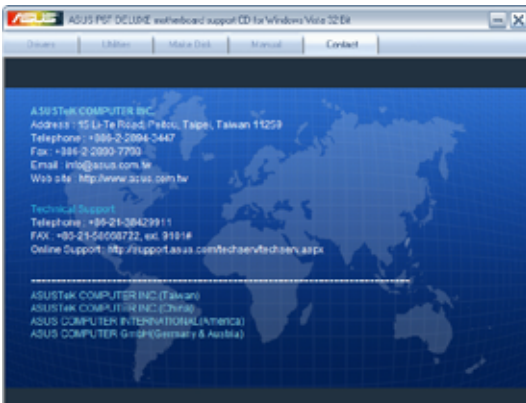 ASUS P5T DELUXE motherboard support CD for Windows Vista 32 Bit
Drivers Utilities Make Disk Manual Contact
ASUSTeK COMPUTER INC.
Address : 15 Li-Te Road, Peitou, Taipei, Taiwan 11259
Telephone : +886-2-2894-3447
Fax : +886-2-2890-7798
Email : info@asus.com.tw
Web site : http://www.asus.com.tw
Technical Support
Telephone : +86-21-38429911
FAX : +86-21-58668722, ext. 9101#
Online Support : http://support.asus.com/techserv/techserv.aspx
ASUSTeK COMPUTER INC.(Taiwan)
ASUSTeK COMPUTER INC.(China)
ASUS COMPUTER INTERNATIONAL(America)
ASUS COMPUTER GmbH(Germany & Austria)